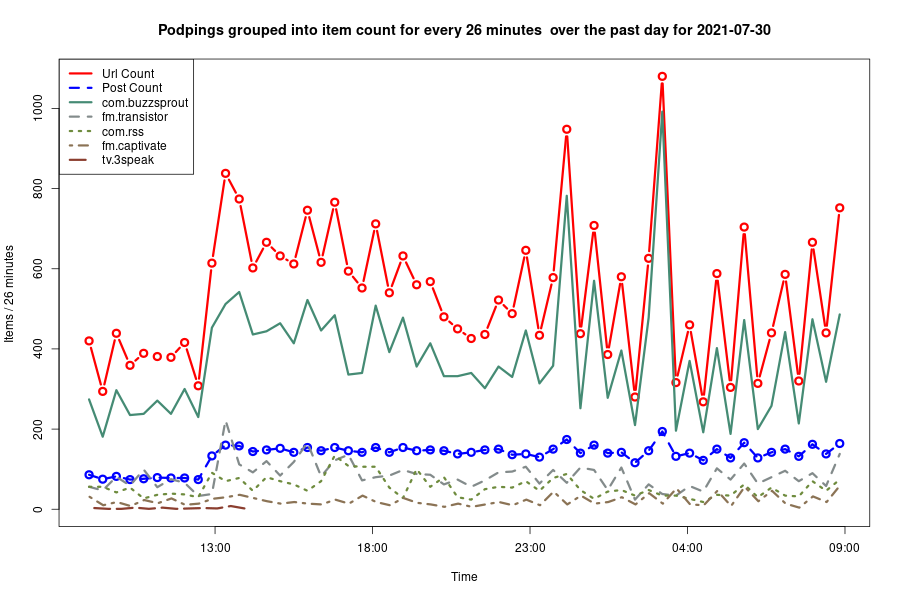 Podpings grouped into item count for every 26 minutes  over the past day for 2021-07-30
Url Count
Post Count
com.buzzsprout
fm.transistor
com.rss
fm.captivate
tv.3speak
Items / 26 minutes
1000
800
600
400
200
0
13:00
18:00
23:00
04:00
09:00
Time